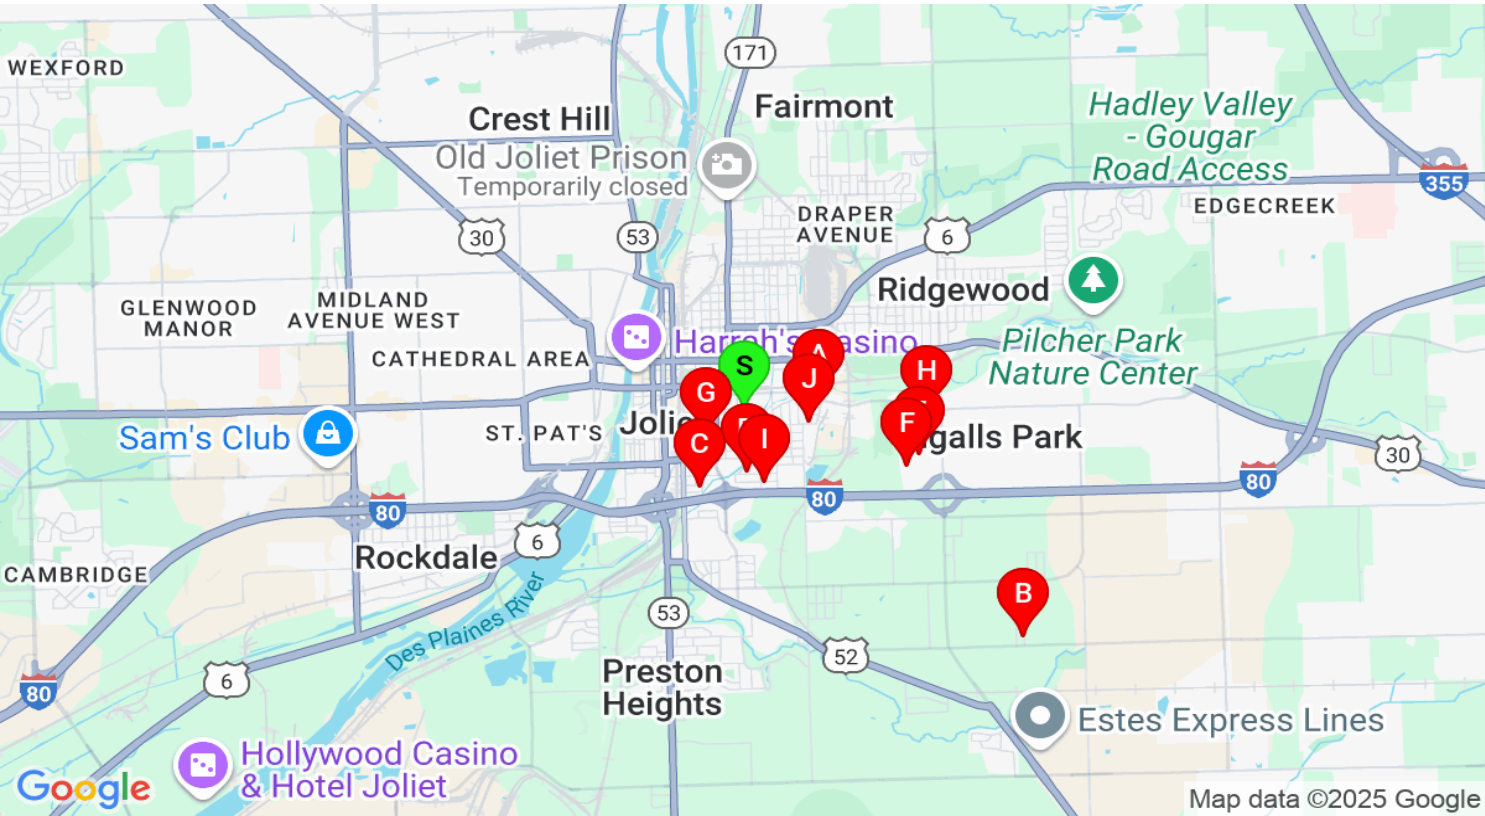 WEXFORD
171
Crest Hill
Fairmont
Hadley Valley
- Gougar
Road Access
Old Joliet Prison
Temporarily closed
355
EDGECREEK
DRAPER
AVENUE
30
53
6
Ridgewood
GLENWOOD
MANOR
MIDLAND
AVENUE WEST
CATHEDRAL AREA
Pilcher Park
Nature Center
S
A
J
H
G
F
C
I
ST. PAT'S
Sam's Club
30
80
80
80
6
Rockdale
CAMBRIDGE
B
Des Plaines River
53
52
6
80
Preston
Heights
Estes Express Lines
Hollywood Casino
& Hotel Joliet
Google
Map data ©2025 Google